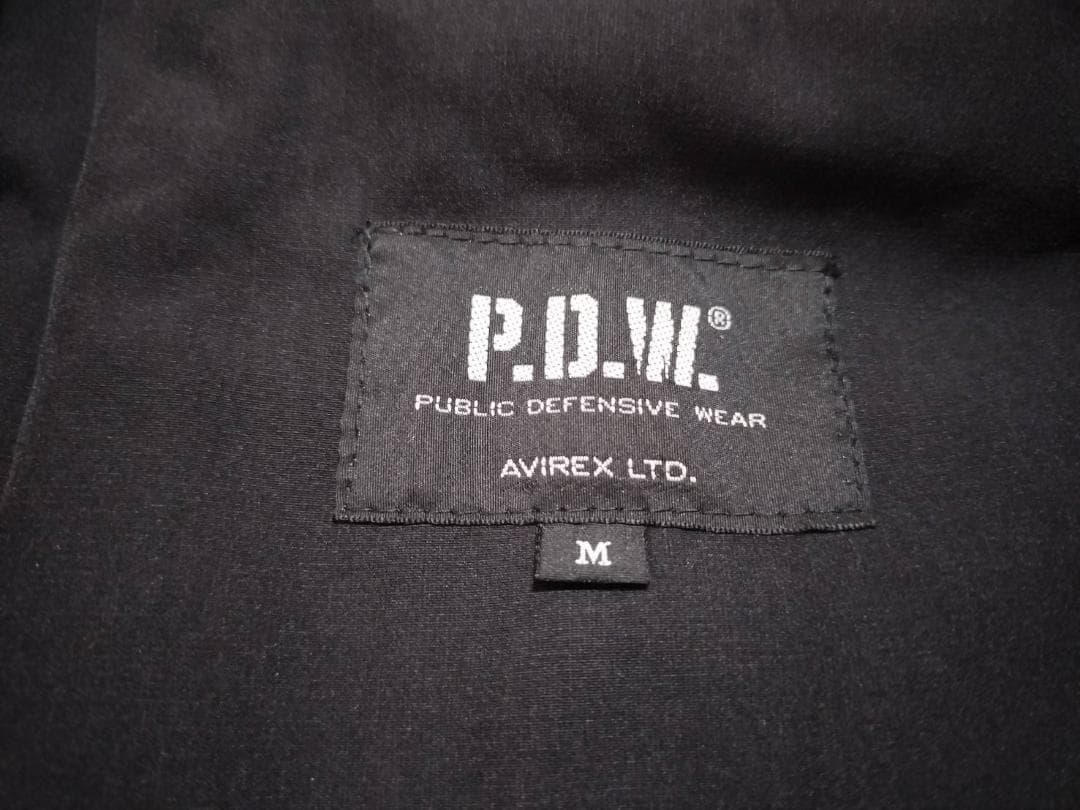 P.D.W.®
PUBLIC DEFENSIVE WEAR
AVIREX LTD.
M